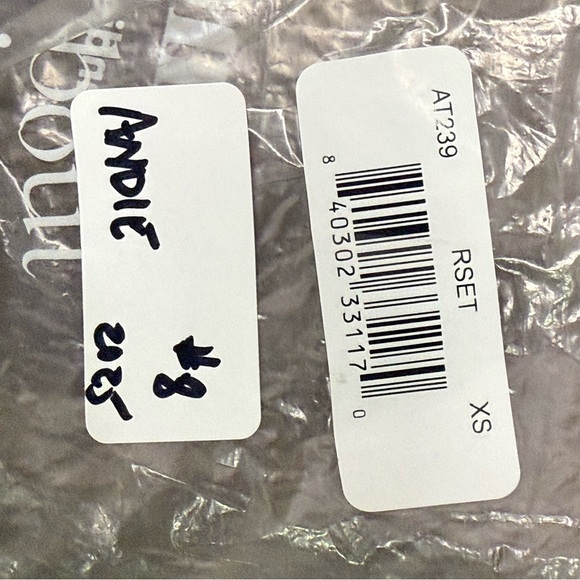 ANDIE 2025
#8
AT239 RSET XS
8 40302 33117 0